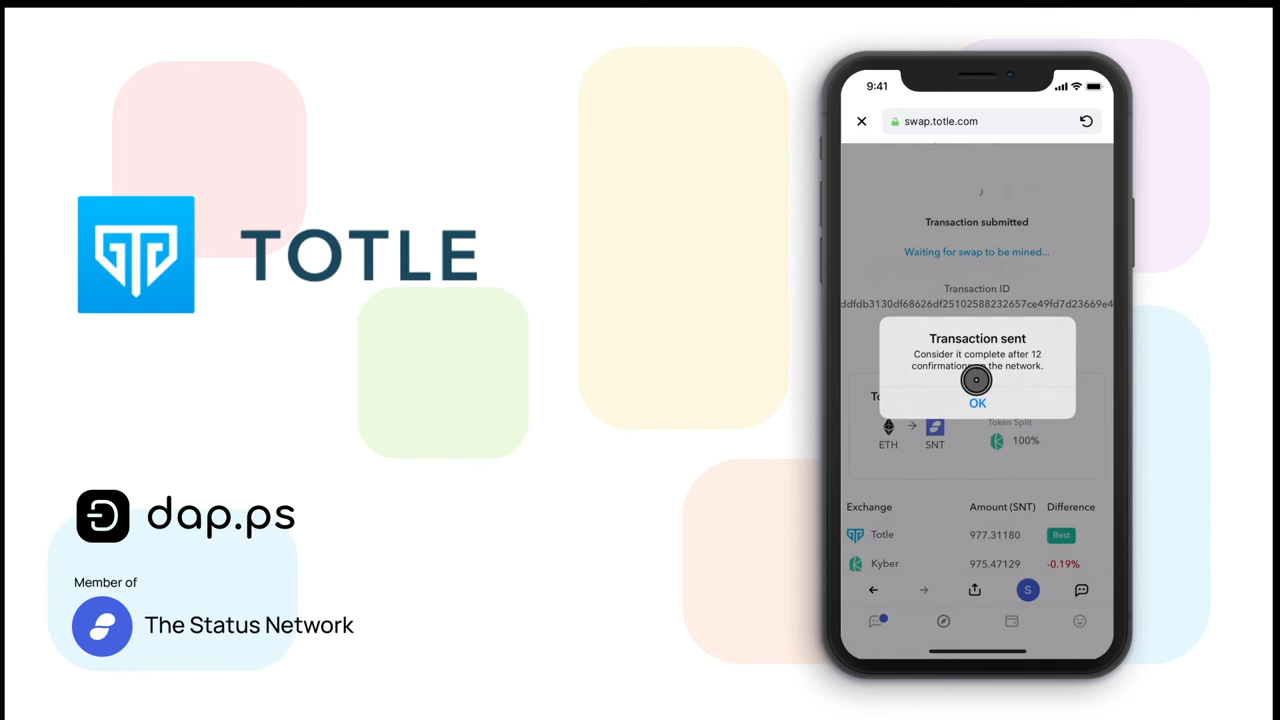 TOTLE
dap.ps
Member of
The Status Network
9:41
swap.totle.com
Transaction submitted
Waiting for swap to be mined...
Transaction ID
ddfdb3130df68626df25102588232657ce49fd7d23669e4
Transaction sent
Consider it complete after 12
confirmations the network.
OK
ETH
SNT
Token Split
100%
Exchange Amount (SNT) Difference
Totle 977.31180 Best
Kyber 975.47129 -0.19%
S